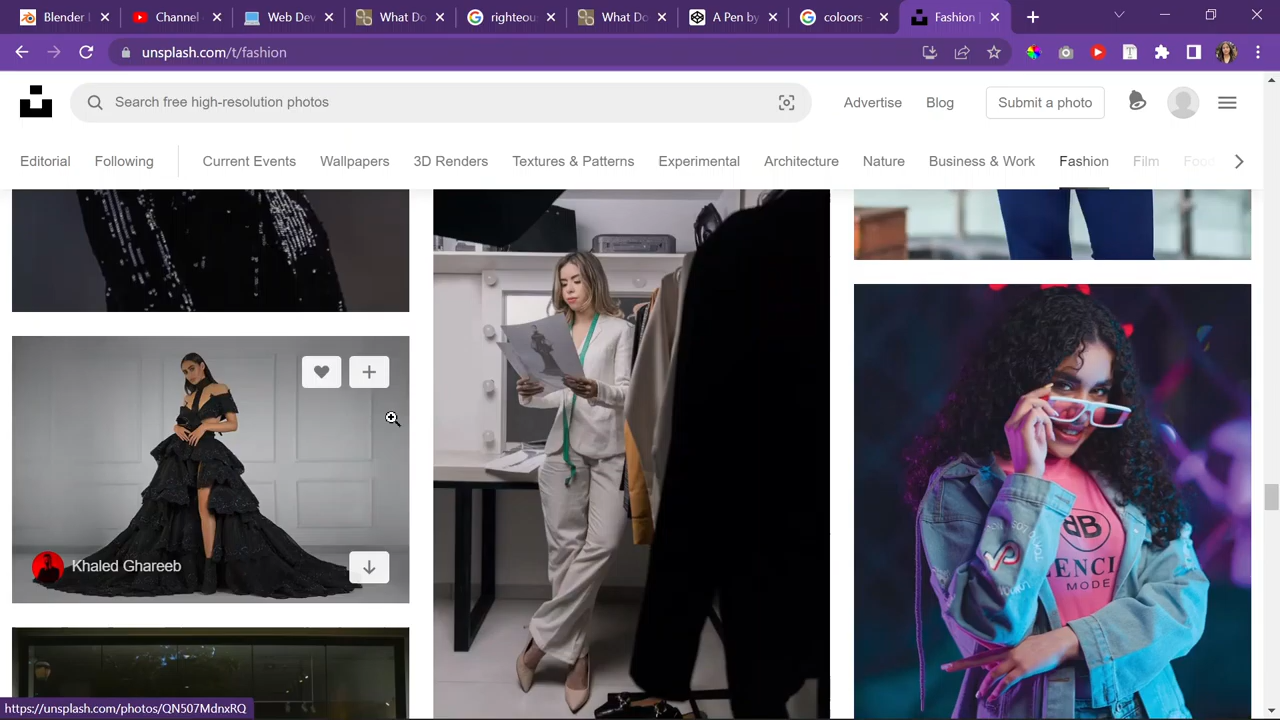 Blender
Channel
Web Dev
What Do
righteou
What Do
A Pen by
coloors -
Fashion
unsplash.com/t/fashion
Search free high-resolution photos
Advertise
Blog
Submit a photo
Editorial
Following
Current Events
Wallpapers
3D Renders
Textures & Patterns
Experimental
Architecture
Nature
Business & Work
Fashion
Film
Food
Khaled Ghareeb
ENCI
MODE
https://unsplash.com/photos/QN507MdnxRQ